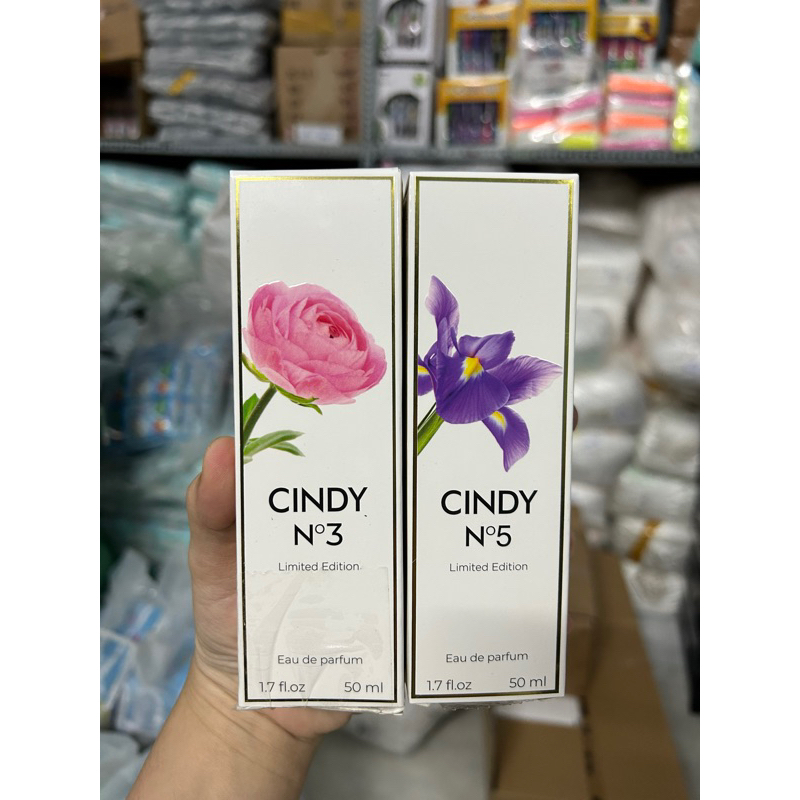 CINDY
N°3
Limited Edition
Eau de parfum
1.7 fl.oz 50 ml
CINDY
N°5
Limited Edition
Eau de parfum
1.7 fl.oz 50 ml